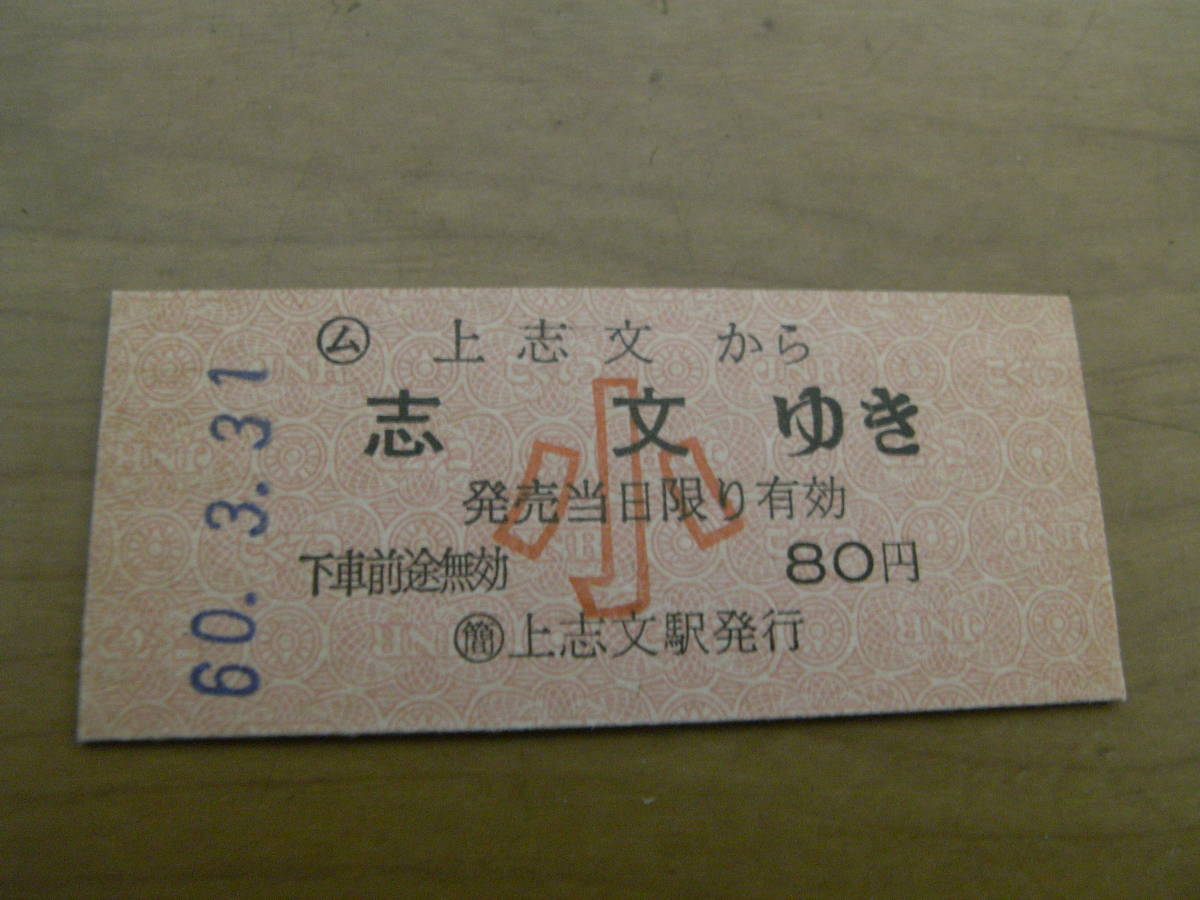 ㋰ 上志文 から
志 文 ゆき
小
発売当日限り有効
下車前途無効 80円
簡 上志文駅発行
60. 3. 31